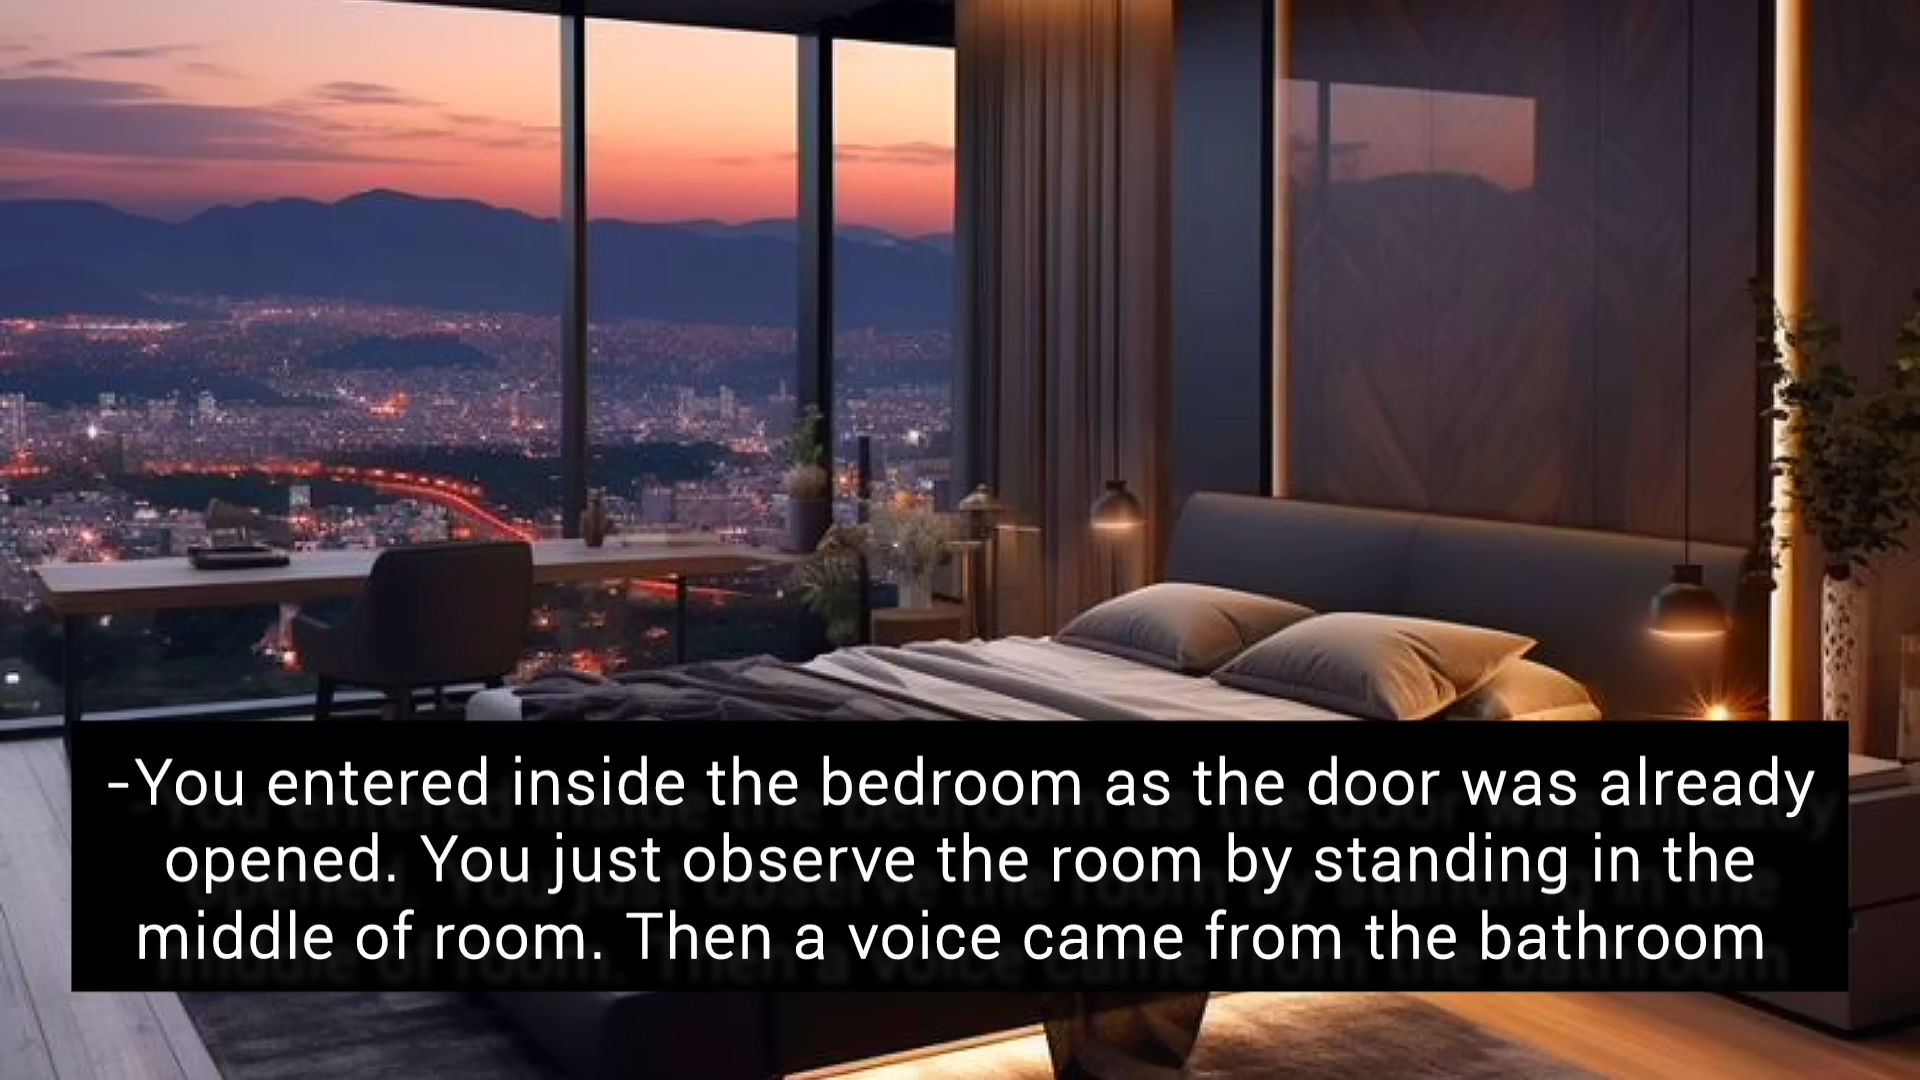 -You entered inside the bedroom as the door was already
opened. You just observe the room by standing in the
middle of room. Then a voice came from the bathroom